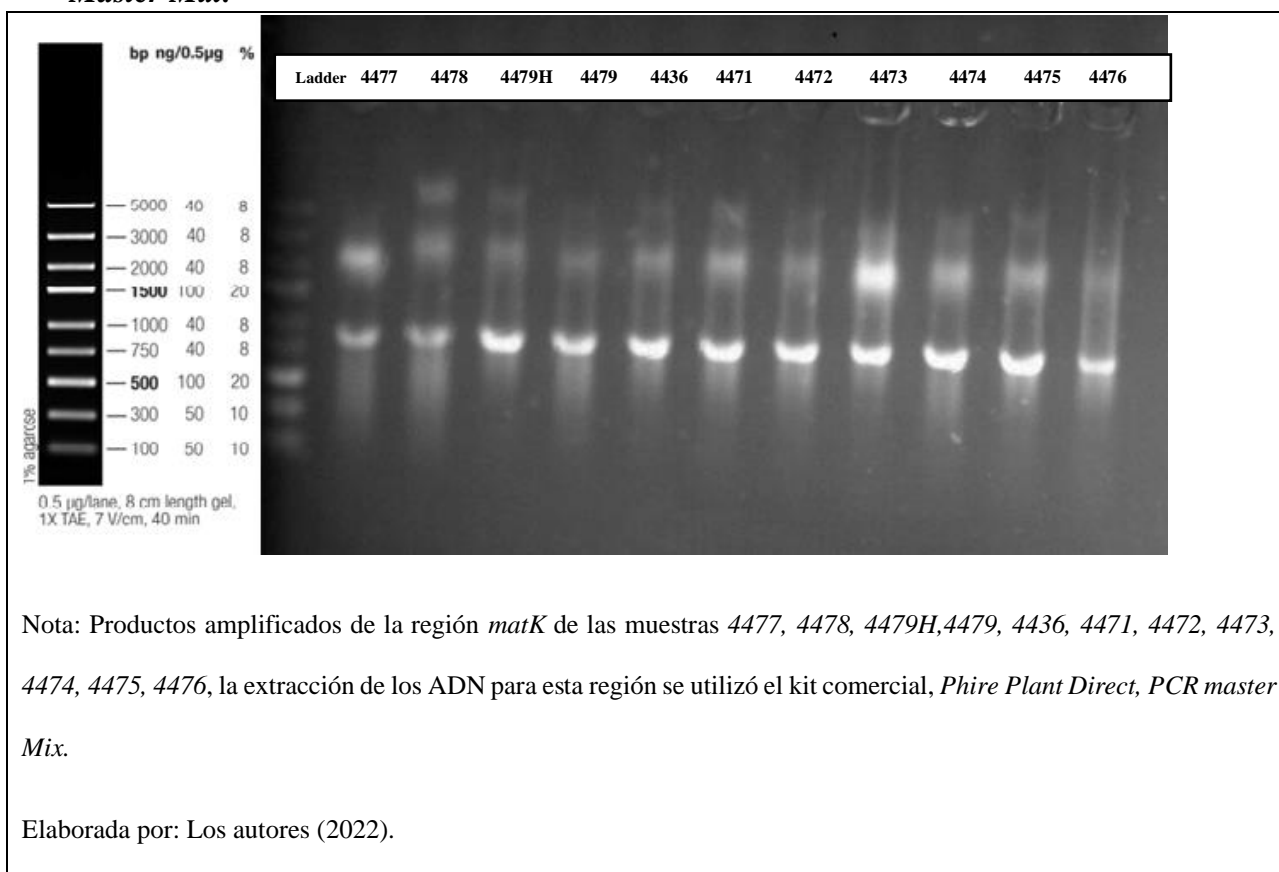 bp ng/0.5µg %
Ladder 4477 4478 4479H 4479 4436 4471 4472 4473 4474 4475 4476
5000 40 8
3000 40 8
2000 40 8
1500 100 20
1000 40 8
750 40 8
500 100 20
300 50 10
100 50 10
1% agarose
0.5 µg/lane, 8 cm length gel,
1X TAE, 7 V/cm, 40 min
Nota: Productos amplificados de la región matK de las muestras 4477, 4478, 4479H,4479, 4436, 4471, 4472, 4473,
4474, 4475, 4476, la extracción de los ADN para esta región se utilizó el kit comercial, Phire Plant Direct, PCR master
Mix.
Elaborada por: Los autores (2022).